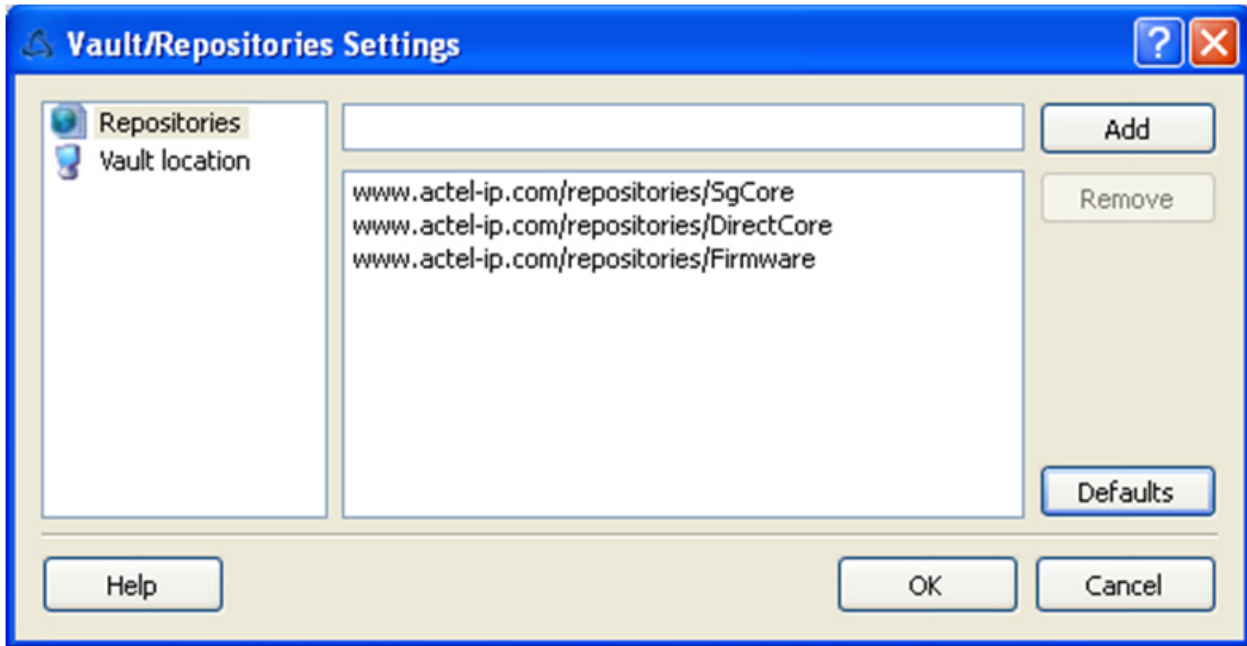 Vault/Repositories Settings
?
Repositories
Vault location
Add
www.actel-ip.com/repositories/SgCore
www.actel-ip.com/repositories/DirectCore
www.actel-ip.com/repositories/Firmware
Remove
Defaults
Help
OK
Cancel